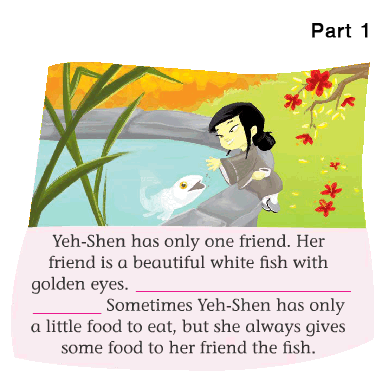 Part 1
Yeh-Shen has only one friend. Her
friend is a beautiful white fish with
golden eyes. ________________________
________ Sometimes Yeh-Shen has only
a little food to eat, but she always gives
some food to her friend the fish.